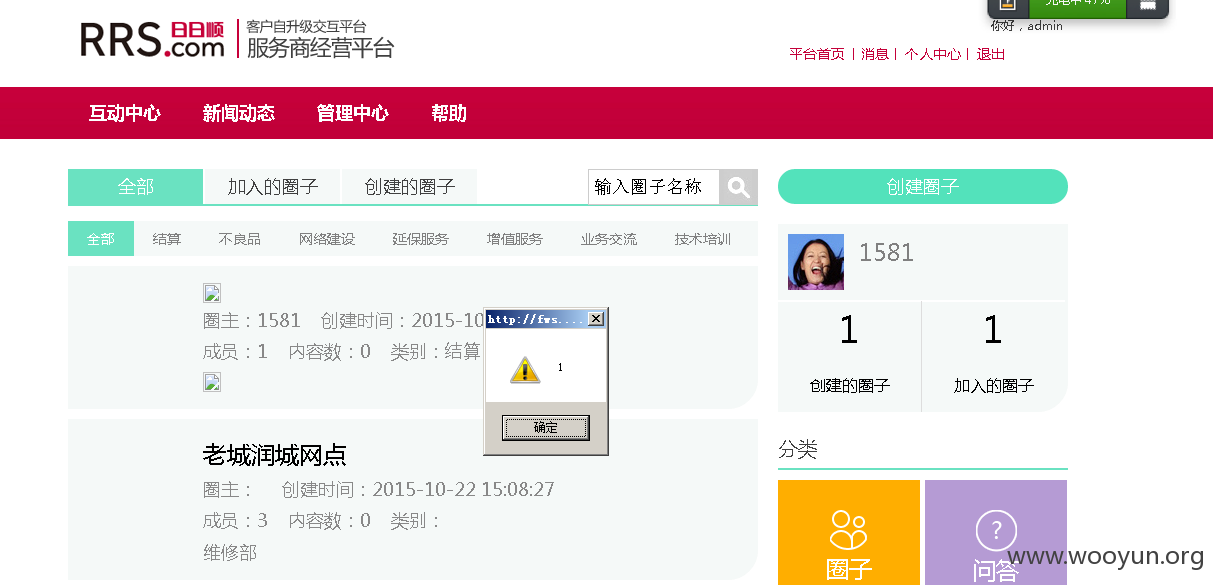 充电中 47%
RRS.com 日日顺
客户自升级交互平台
服务商经营平台
你好，admin
平台首页 | 消息 | 个人中心 | 退出
互动中心 新闻动态 管理中心 帮助
全部 加入的圈子 创建的圈子 输入圈子名称
创建圈子
全部 结算 不良品 网络建设 延保服务 增值服务 业务交流 技术培训
1581
圈主：1581 创建时间：2015-10
成员：1 内容数：0 类别：结算
http://fws....
1
确定
1 1
创建的圈子 加入的圈子
老城润城网点
圈主： 创建时间：2015-10-22 15:08:27
成员：3 内容数：0 类别：
维修部
分类
圈子
?
问答
www.wooyun.org